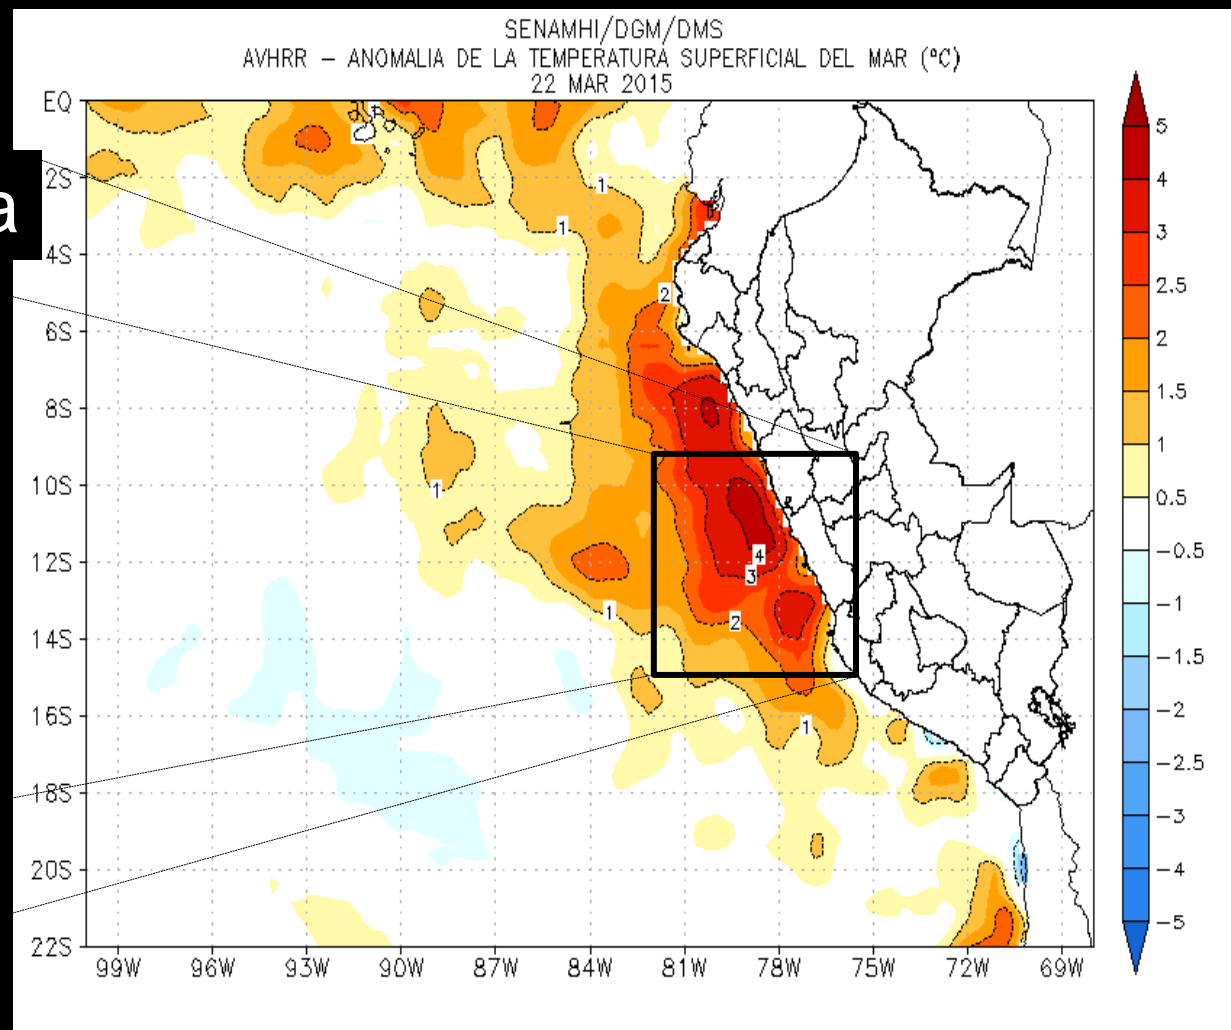 SENAMHI/DGM/DMS
AVHRR – ANOMALIA DE LA TEMPERATURA SUPERFICIAL DEL MAR (ºC)
22 MAR 2015
EQ
2S
4S
6S
8S
10S
12S
14S
16S
18S
20S
22S
a
1
1
2
1
4
3
1
2
1
99W 96W 93W 90W 87W 84W 81W 78W 75W 72W 69W
5
4
3
2.5
2
1.5
1
0.5
−0.5
−1
−1.5
−2
−2.5
−3
−4
−5